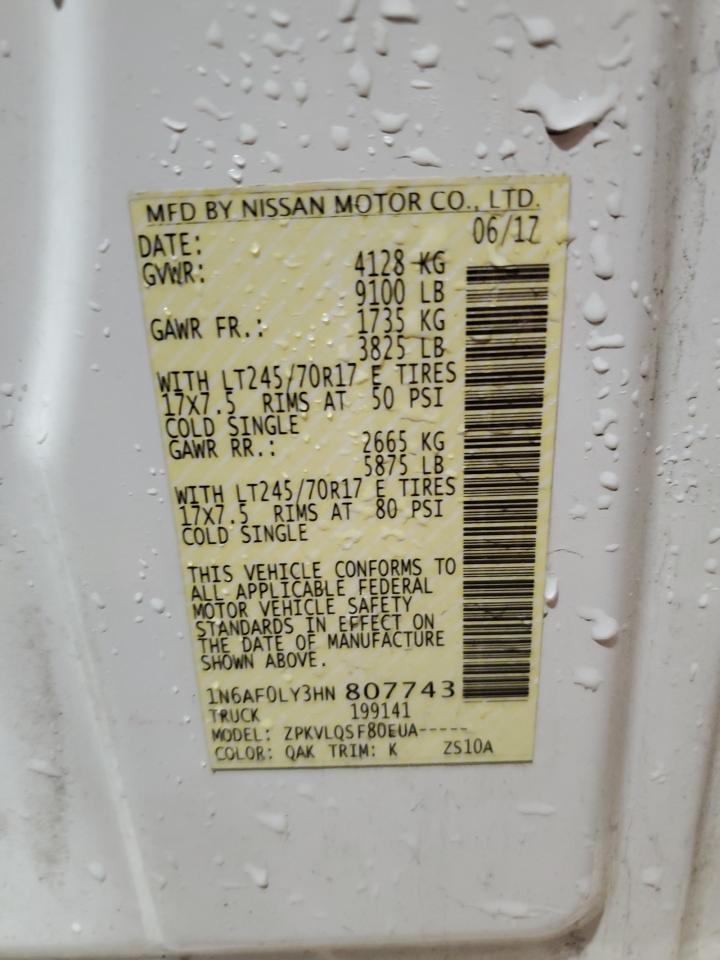 MFD BY NISSAN MOTOR CO., LTD.
DATE: 06/17
GVWR: 4128 KG
9100 LB
GAWR FR.: 1735 KG
3825 LB
WITH LT245/70R17 E TIRES
17X7.5 RIMS AT 50 PSI
COLD SINGLE
GAWR RR.: 2665 KG
5875 LB
WITH LT245/70R17 E TIRES
17X7.5 RIMS AT 80 PSI
COLD SINGLE
THIS VEHICLE CONFORMS TO
ALL APPLICABLE FEDERAL
MOTOR VEHICLE SAFETY
STANDARDS IN EFFECT ON
THE DATE OF MANUFACTURE
SHOWN ABOVE.
1N6AF0LY3HN 807743
TRUCK 199141
MODEL: ZPKVLQSF80EUA-----
COLOR: QAK TRIM: K ZS10A